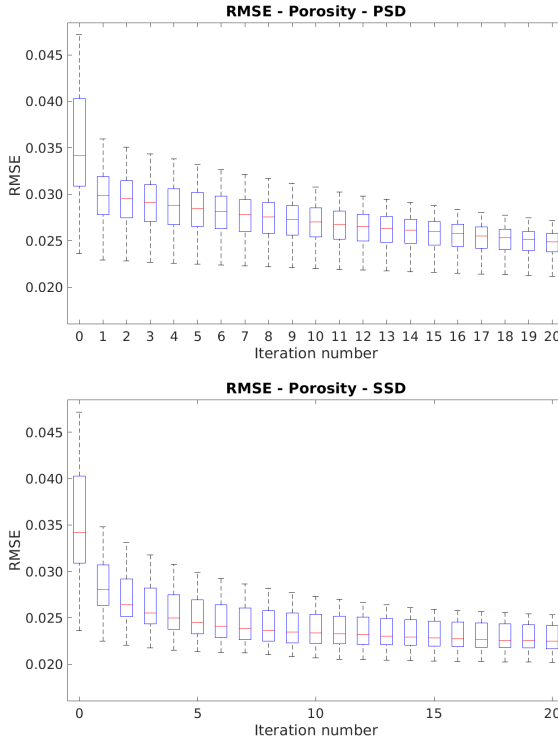 RMSE - Porosity - PSD
0.045
0.040
0.035
0.030
0.025
0.020
RMSE
0 1 2 3 4 5 6 7 8 9 10 11 12 13 14 15 16 17 18 19 20
Iteration number
RMSE - Porosity - SSD
0.045
0.040
0.035
0.030
0.025
0.020
RMSE
0 5 10 15 20
Iteration number